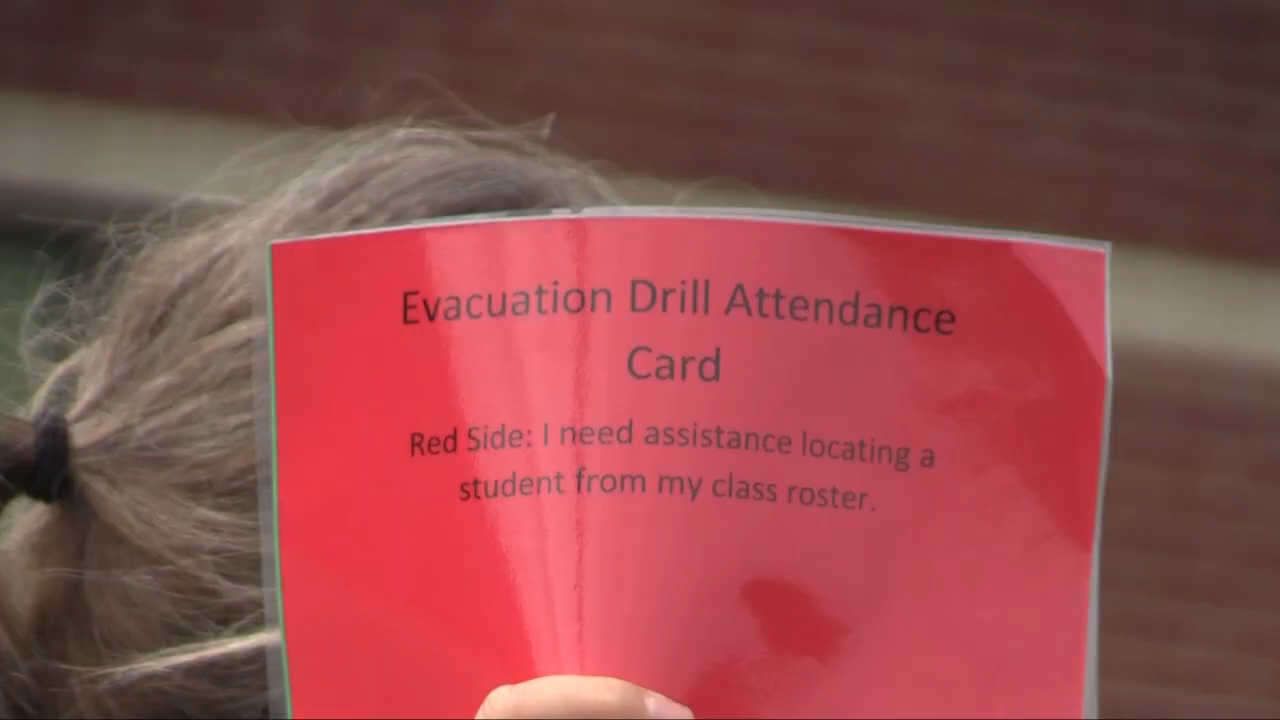 Evacuation Drill Attendance
Card
Red Side: I need assistance locating a
student from my class roster.